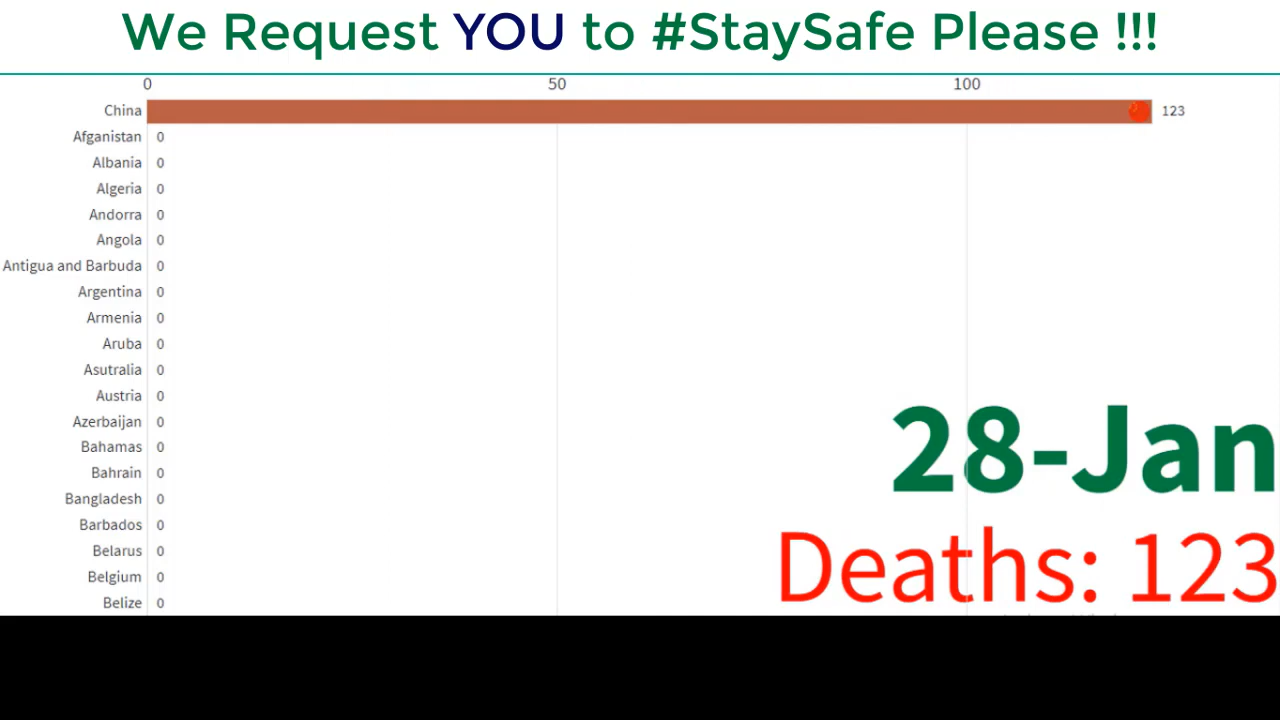 We Request YOU to #StaySafe Please !!!
0 50 100
China 123
Afganistan 0
Albania 0
Algeria 0
Andorra 0
Angola 0
Antigua and Barbuda 0
Argentina 0
Armenia 0
Aruba 0
Asutralia 0
Austria 0
Azerbaijan 0
Bahamas 0
Bahrain 0
Bangladesh 0
Barbados 0
Belarus 0
Belgium 0
Belize 0
28-Jan
Deaths: 123